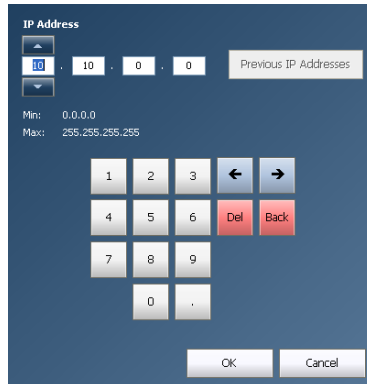 IP Address
10 . 10 . 0 . 0 Previous IP Addresses
Min: 0.0.0.0
Max: 255.255.255.255
1 2 3 ← →
4 5 6 Del Back
7 8 9
0 .
OK Cancel